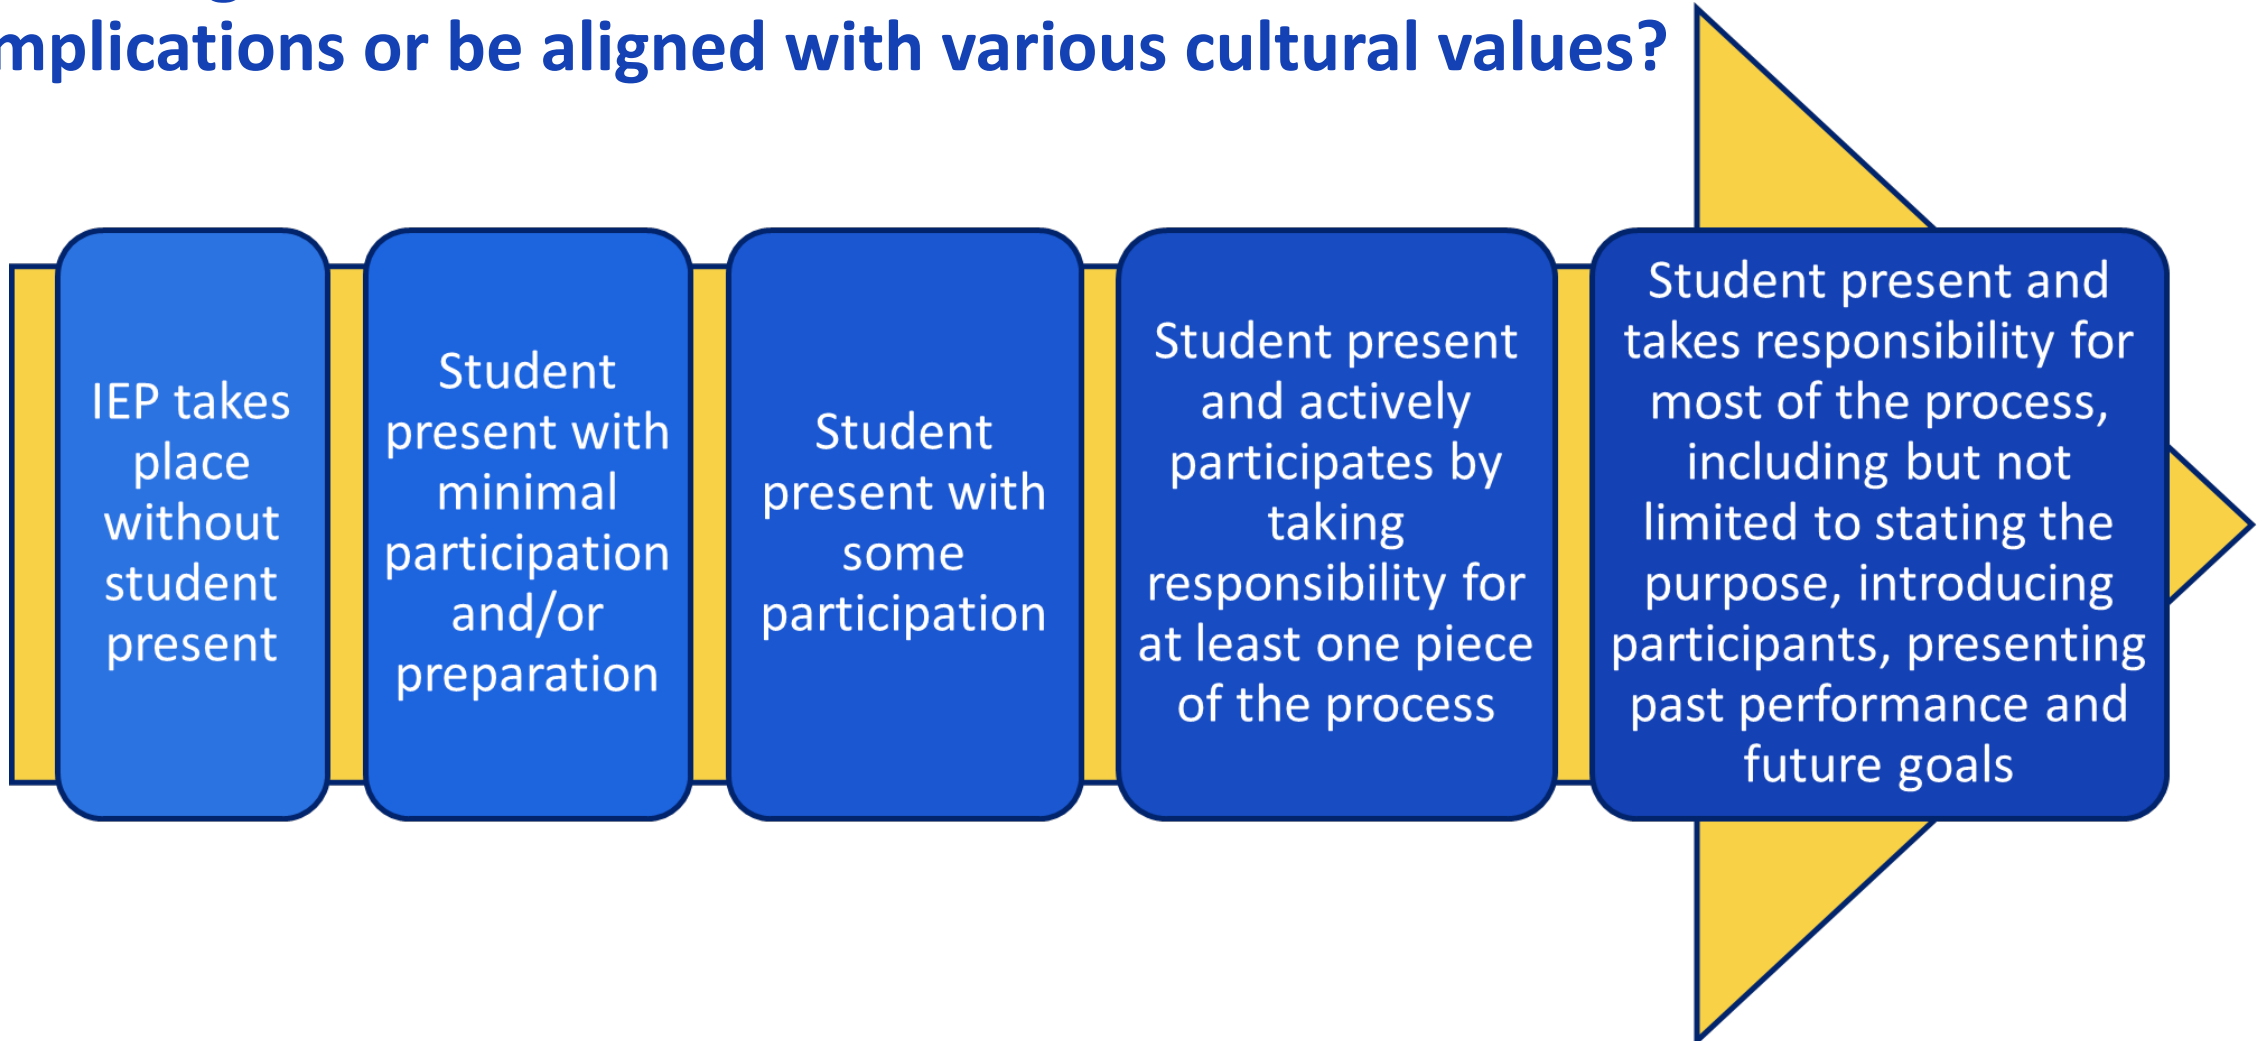 implications or be aligned with various cultural values?
IEP takes
place
without
student
present
Student
present with
minimal
participation
and/or
preparation
Student
present with
some
participation
Student present
and actively
participates by
taking
responsibility for
at least one piece
of the process
Student present and
takes responsibility for
most of the process,
including but not
limited to stating the
purpose, introducing
participants, presenting
past performance and
future goals